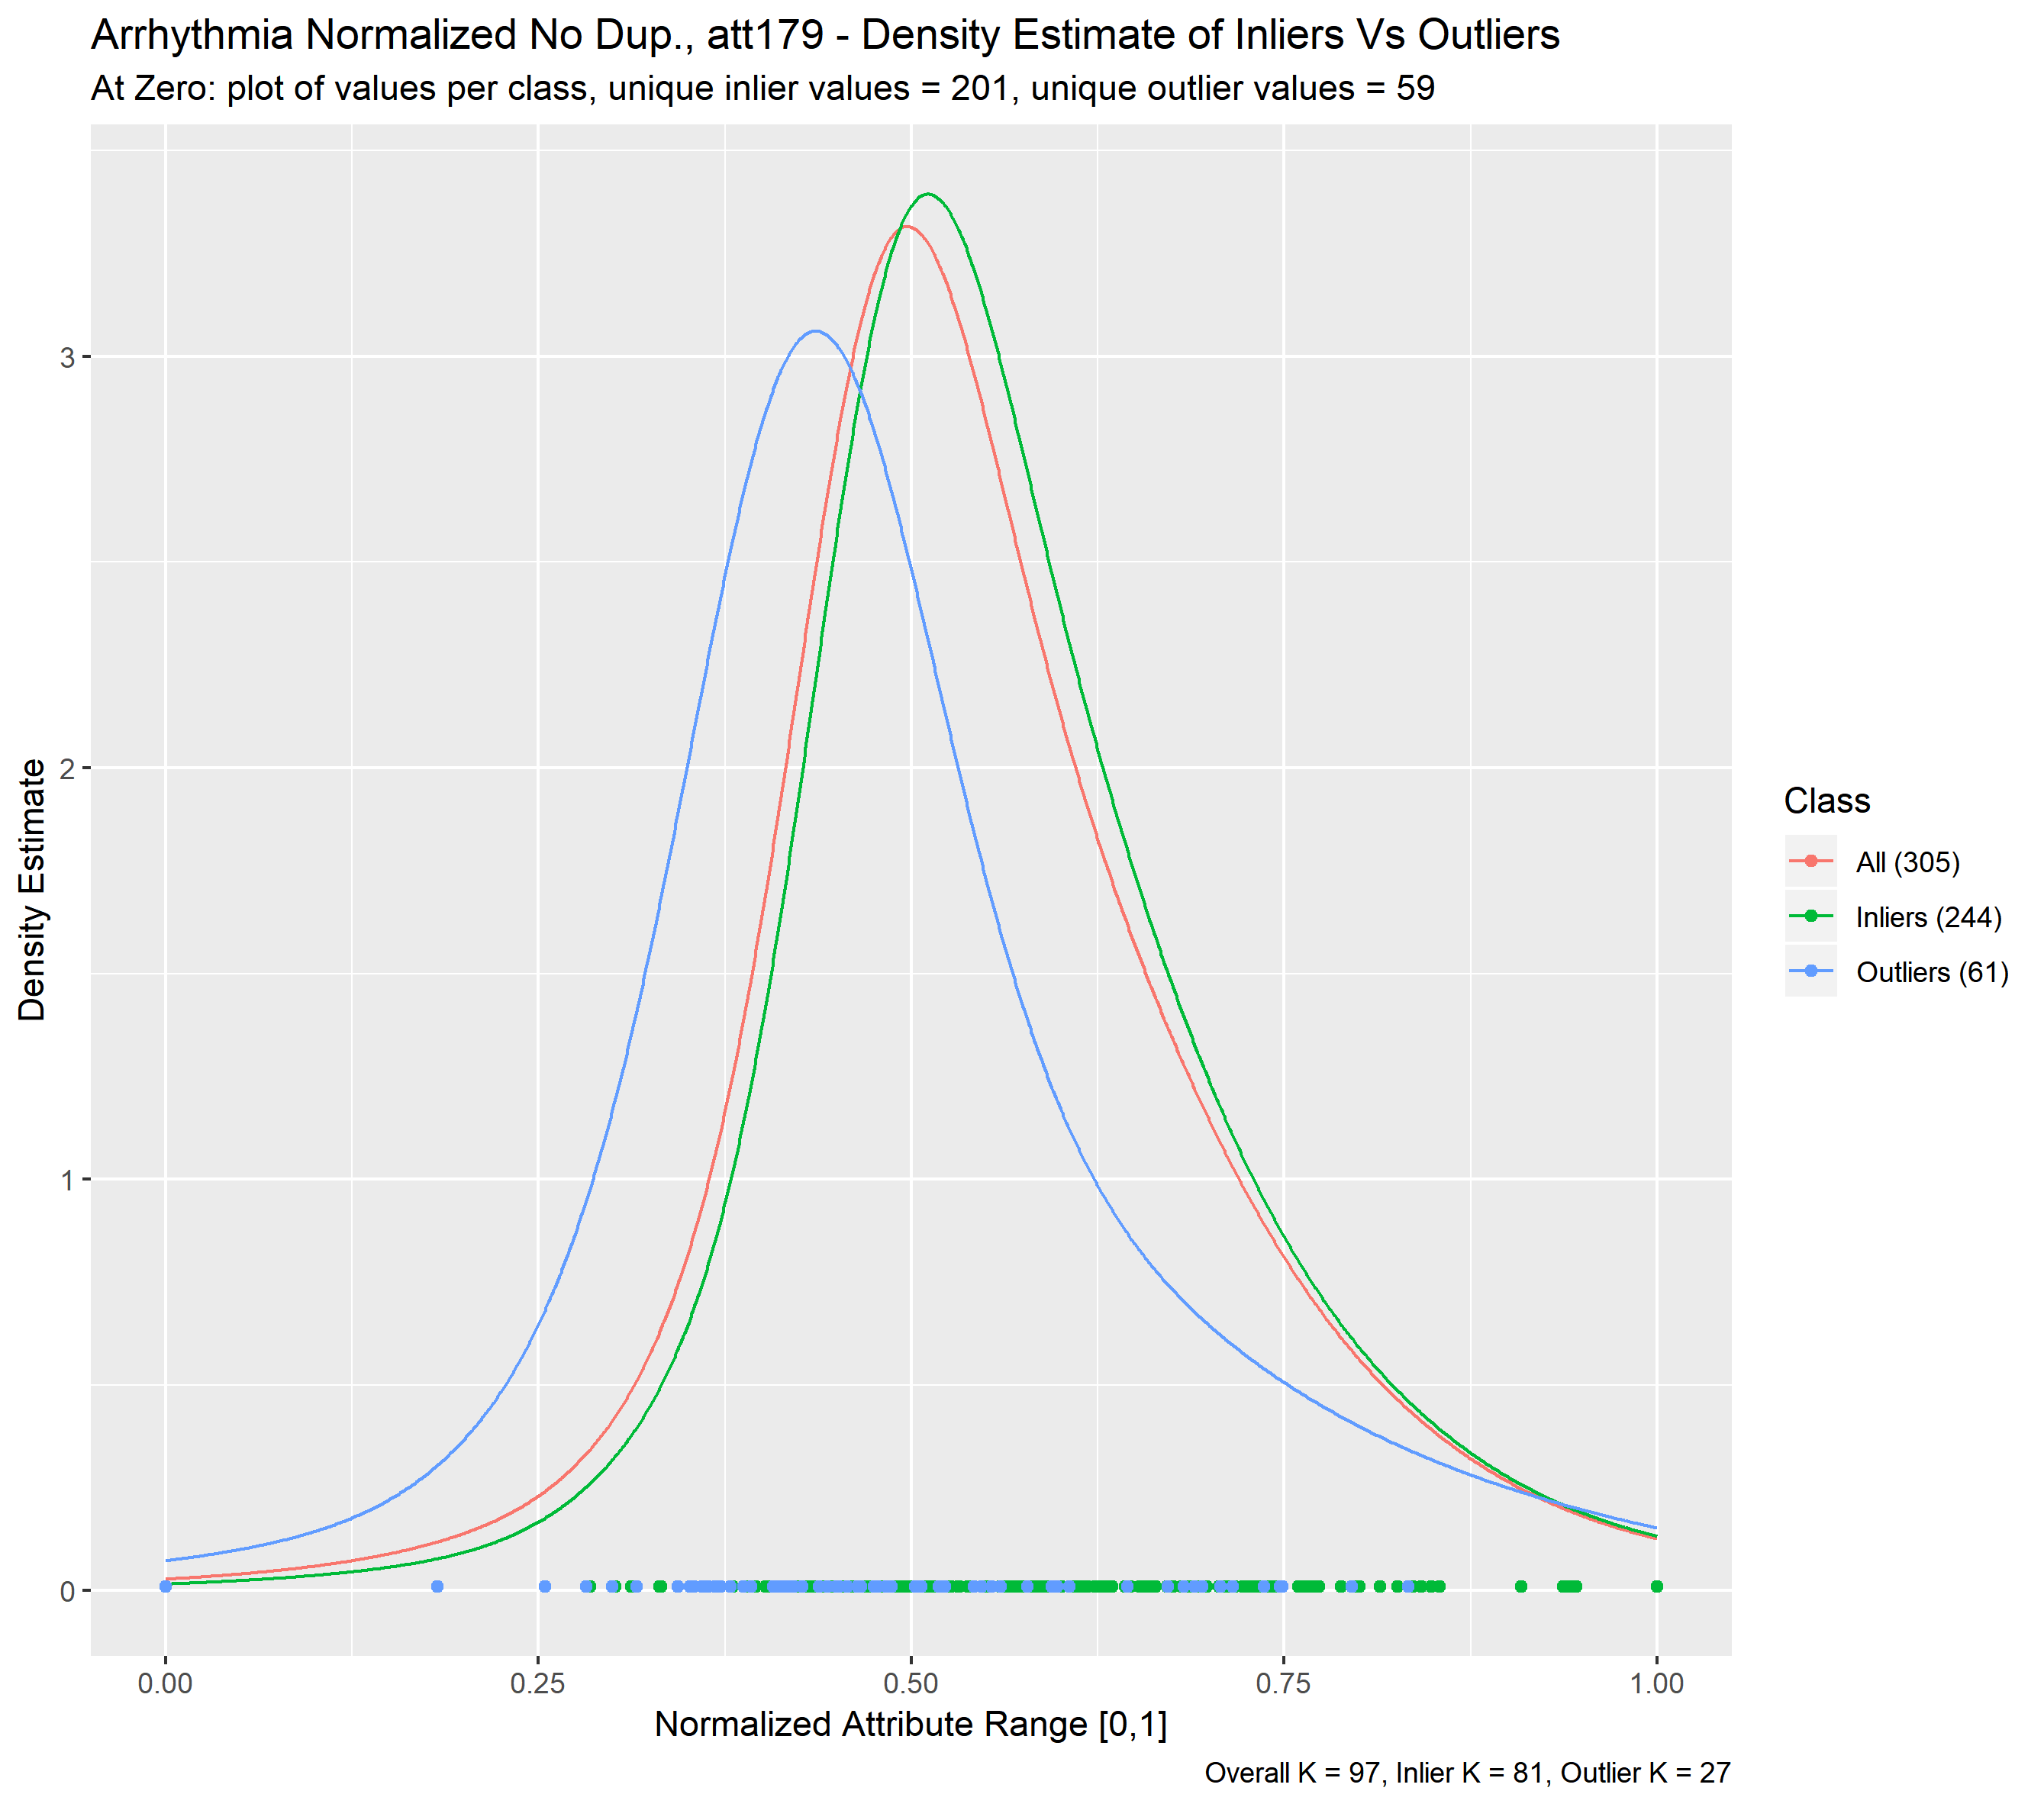 Arrhythmia Normalized No Dup., att179 - Density Estimate of Inliers Vs Outliers
At Zero: plot of values per class, unique inlier values = 201, unique outlier values = 59
Density Estimate
3
2
1
0
0.00 0.25 0.50 0.75 1.00
Normalized Attribute Range [0,1]
Class
All (305)
Inliers (244)
Outliers (61)
Overall K = 97, Inlier K = 81, Outlier K = 27